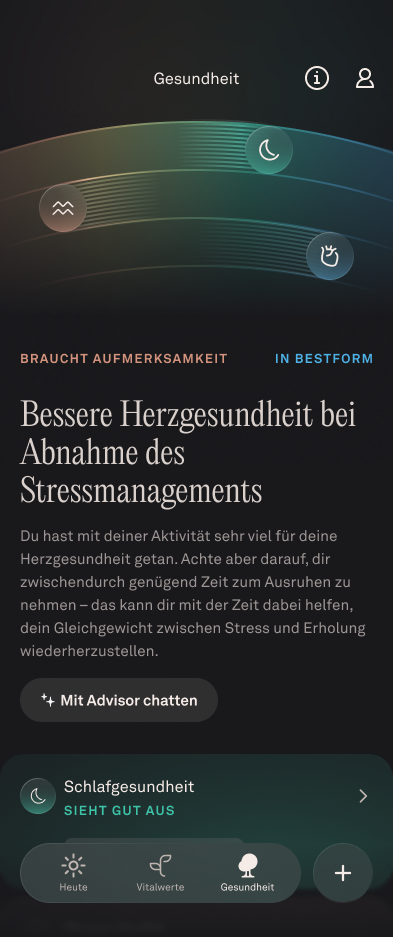 Gesundheit
BRAUCHT AUFMERKSAMKEIT
IN BESTFORM
Bessere Herzgesundheit bei
Abnahme des
Stressmanagements
Du hast mit deiner Aktivität sehr viel für deine
Herzgesundheit getan. Achte aber darauf, dir
zwischendurch genügend Zeit zum Ausruhen zu
nehmen – das kann dir mit der Zeit dabei helfen,
dein Gleichgewicht zwischen Stress und Erholung
wiederherzustellen.
Mit Advisor chatten
Schlafgesundheit
SIEHT GUT AUS
Heute
Vitalwerte
Gesundheit